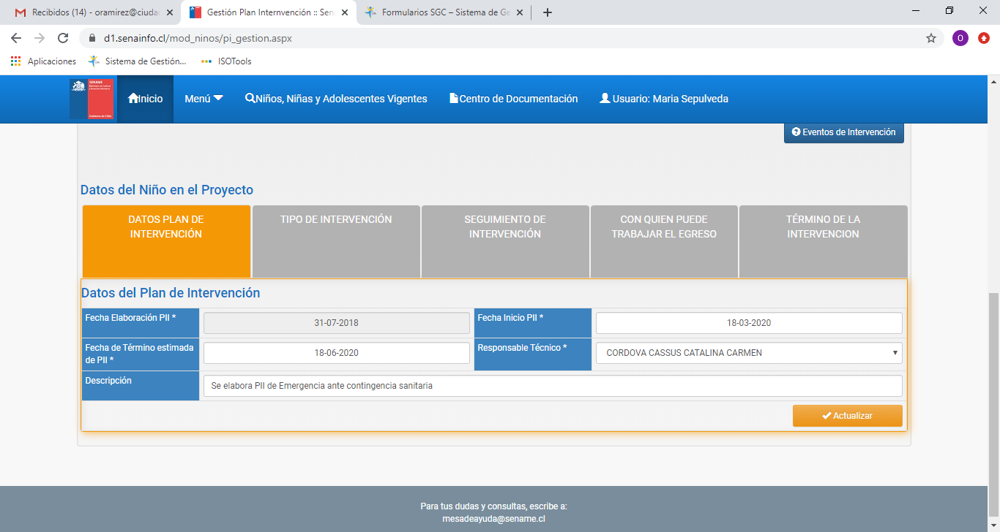 Recibidos (14) - oramirez@ciuda
Gestión Plan Internvención :: Sen
Formularios SGC – Sistema de Ge
d1.senainfo.cl/mod_ninos/pi_gestion.aspx
O
Aplicaciones
Sistema de Gestión...
ISOTools
SENAME
Gobierno de Chile
Inicio
Menú
Niños, Niñas y Adolescentes Vigentes
Centro de Documentación
Usuario: Maria Sepulveda
Eventos de Intervención
Datos del Niño en el Proyecto
DATOS PLAN DE
INTERVENCIÓN
TIPO DE INTERVENCIÓN
SEGUIMIENTO DE
INTERVENCIÓN
CON QUIEN PUEDE
TRABAJAR EL EGRESO
TÉRMINO DE LA
INTERVENCION
Datos del Plan de Intervención
Fecha Elaboración PII *
31-07-2018
Fecha Inicio PII *
18-03-2020
Fecha de Término estimada
de PII *
18-06-2020
Responsable Técnico *
CORDOVA CASSUS CATALINA CARMEN
Descripción
Se elabora PII de Emergencia ante contingencia sanitaria
Actualizar
Para tus dudas y consultas, escribe a:
mesadeayuda@sename.cl